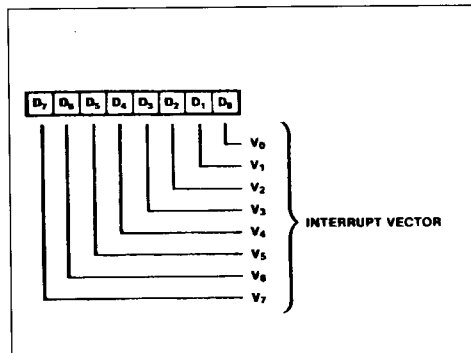 D7 D6 D5 D4 D3 D2 D1 D0
V0
V1
V2
V3
V4
INTERRUPT VECTOR
V5
V6
V7